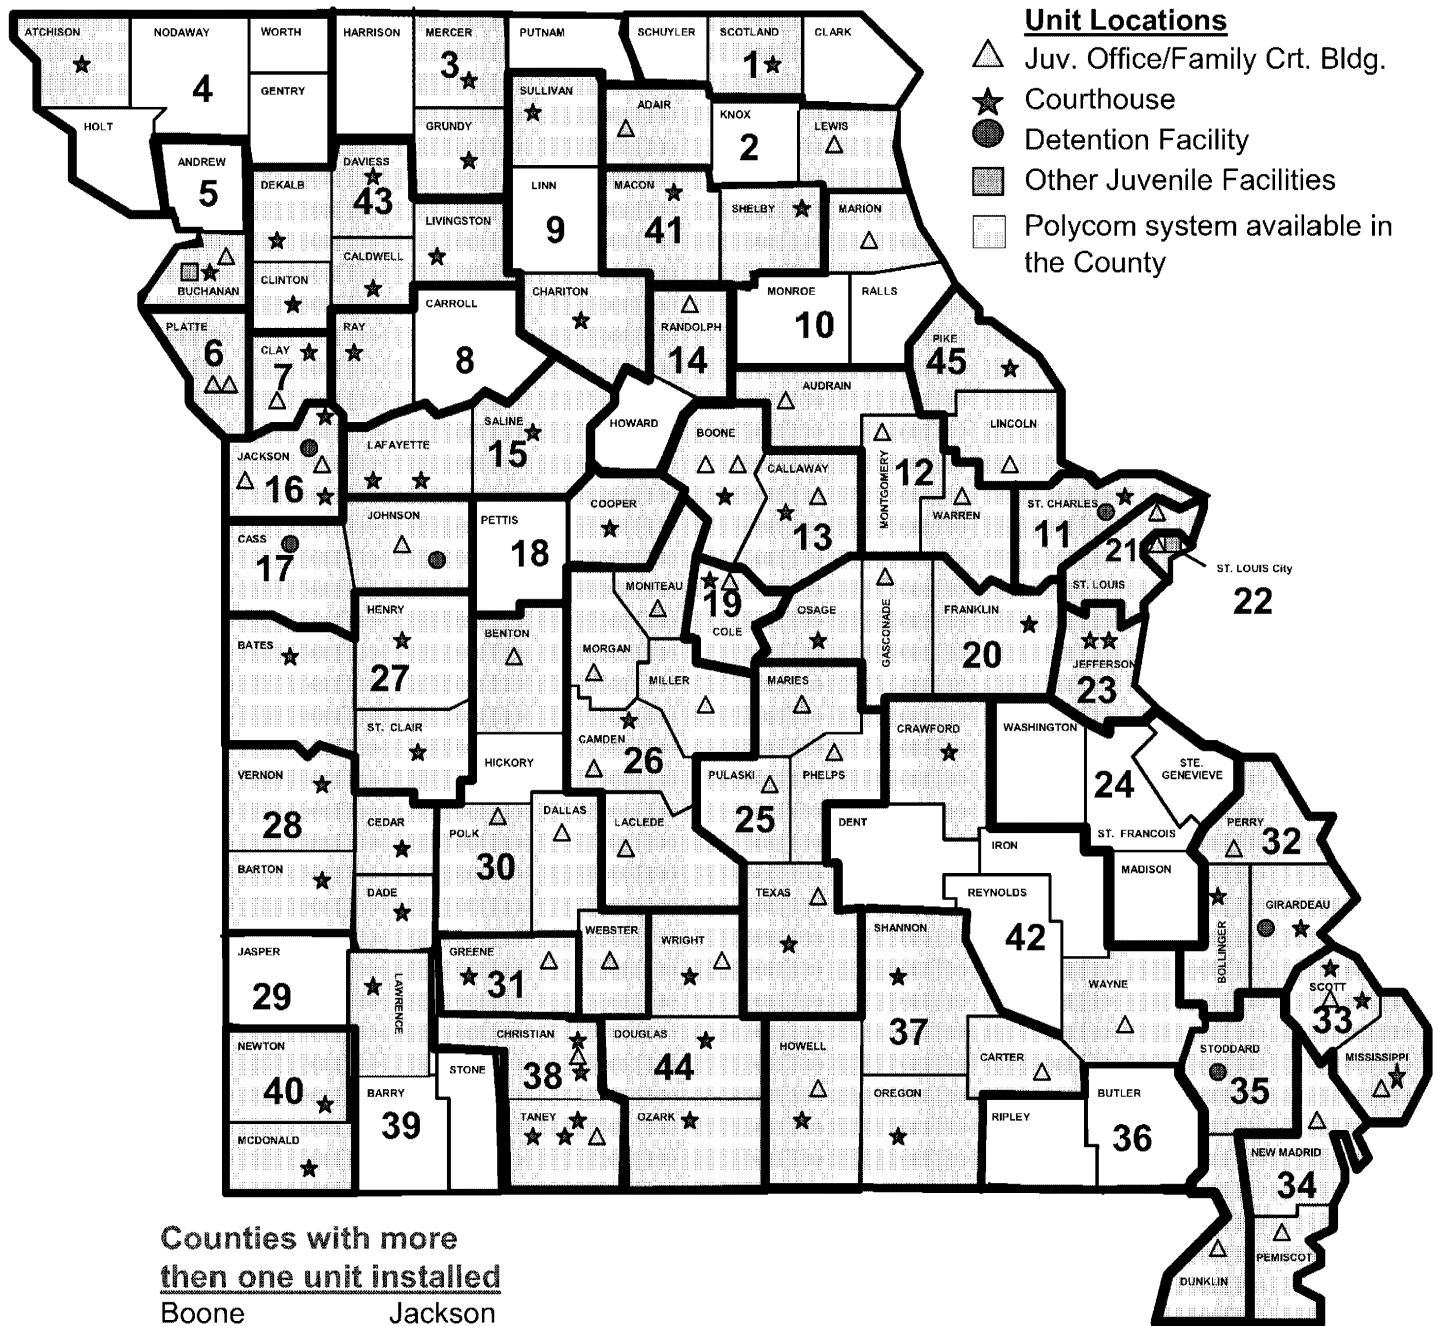 Unit Locations
Juv. Office/Family Crt. Bldg.
Courthouse
Detention Facility
Other Juvenile Facilities
Polycom system available in
the County
ATCHISON
NODAWAY
WORTH
HARRISON
MERCER
PUTNAM
SCHUYLER
SCOTLAND
CLARK
3
1
4
GENTRY
SULLIVAN
ADAIR
KNOX
LEWIS
HOLT
GRUNDY
2
ANDREW
5
DEKALB
DAVIESS
43
LINN
9
MACON
41
SHELBY
MARION
LIVINGSTON
CALDWELL
BUCHANAN
CLINTON
CARROLL
CHARITON
MONROE
RALLS
10
PLATTE
6
CLAY
7
RAY
8
RANDOLPH
14
PIKE
45
AUDRAIN
HOWARD
SALINE
15
BOONE
LINCOLN
JACKSON
16
LAFAYETTE
CALLAWAY
13
MONTGOMERY
12
WARREN
ST. CHARLES
11
COOPER
JOHNSON
PETTIS
18
CASS
17
21
ST. LOUIS
ST. LOUIS City
22
MONITEAU
19
COLE
OSAGE
GASCONADE
FRANKLIN
20
HENRY
27
BATES
BENTON
MORGAN
MILLER
MARIES
JEFFERSON
23
ST. CLAIR
HICKORY
CAMDEN
26
CRAWFORD
WASHINGTON
24
STE.
GENEVIEVE
VERNON
28
PULASKI
25
PHELPS
CEDAR
POLK
30
DALLAS
LACLEDE
DENT
ST. FRANCOIS
PERRY
32
IRON
BARTON
DADE
TEXAS
REYNOLDS
MADISON
42
GIRARDEAU
BOLLINGER
JASPER
29
LAWRENCE
GREENE
31
WEBSTER
WRIGHT
SHANNON
37
WAYNE
SCOTT
33
NEWTON
40
CHRISTIAN
38
DOUGLAS
44
HOWELL
CARTER
STODDARD
35
MISSISSIPPI
STONE
BARRY
39
TANEY
OZARK
OREGON
RIPLEY
BUTLER
36
MCDONALD
NEW MADRID
34
PEMISCOT
DUNKLIN
Counties with more
then one unit installed
Boone Jackson